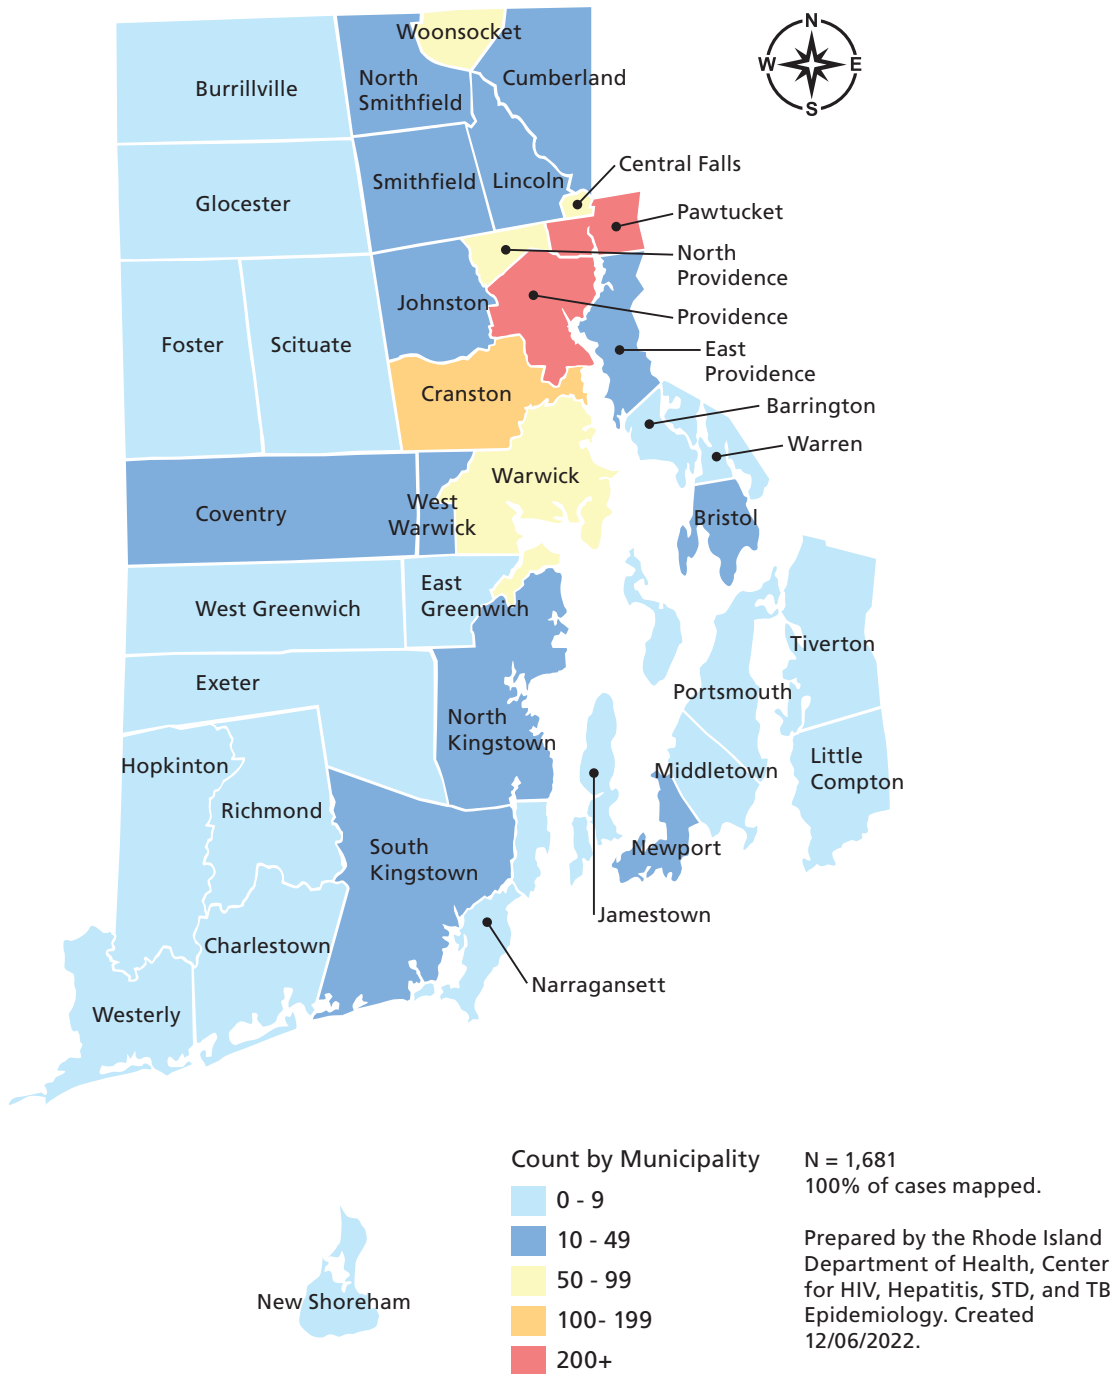 N
W
E
S
Woonsocket
Burrillville
North
Smithfield
Cumberland
Central Falls
Smithfield
Lincoln
Glocester
Pawtucket
North
Providence
Johnston
Providence
Foster
Scituate
East
Providence
Cranston
Barrington
Warren
Warwick
Coventry
West
Warwick
Bristol
East
Greenwich
West Greenwich
Tiverton
Exeter
Portsmouth
North
Kingstown
Hopkinton
Middletown
Little
Compton
Richmond
South
Kingstown
Newport
Jamestown
Charlestown
Narragansett
Westerly
New Shoreham
Count by Municipality
0 - 9
10 - 49
50 - 99
100- 199
200+
N = 1,681
100% of cases mapped.
Prepared by the Rhode Island
Department of Health, Center
for HIV, Hepatitis, STD, and TB
Epidemiology. Created
12/06/2022.